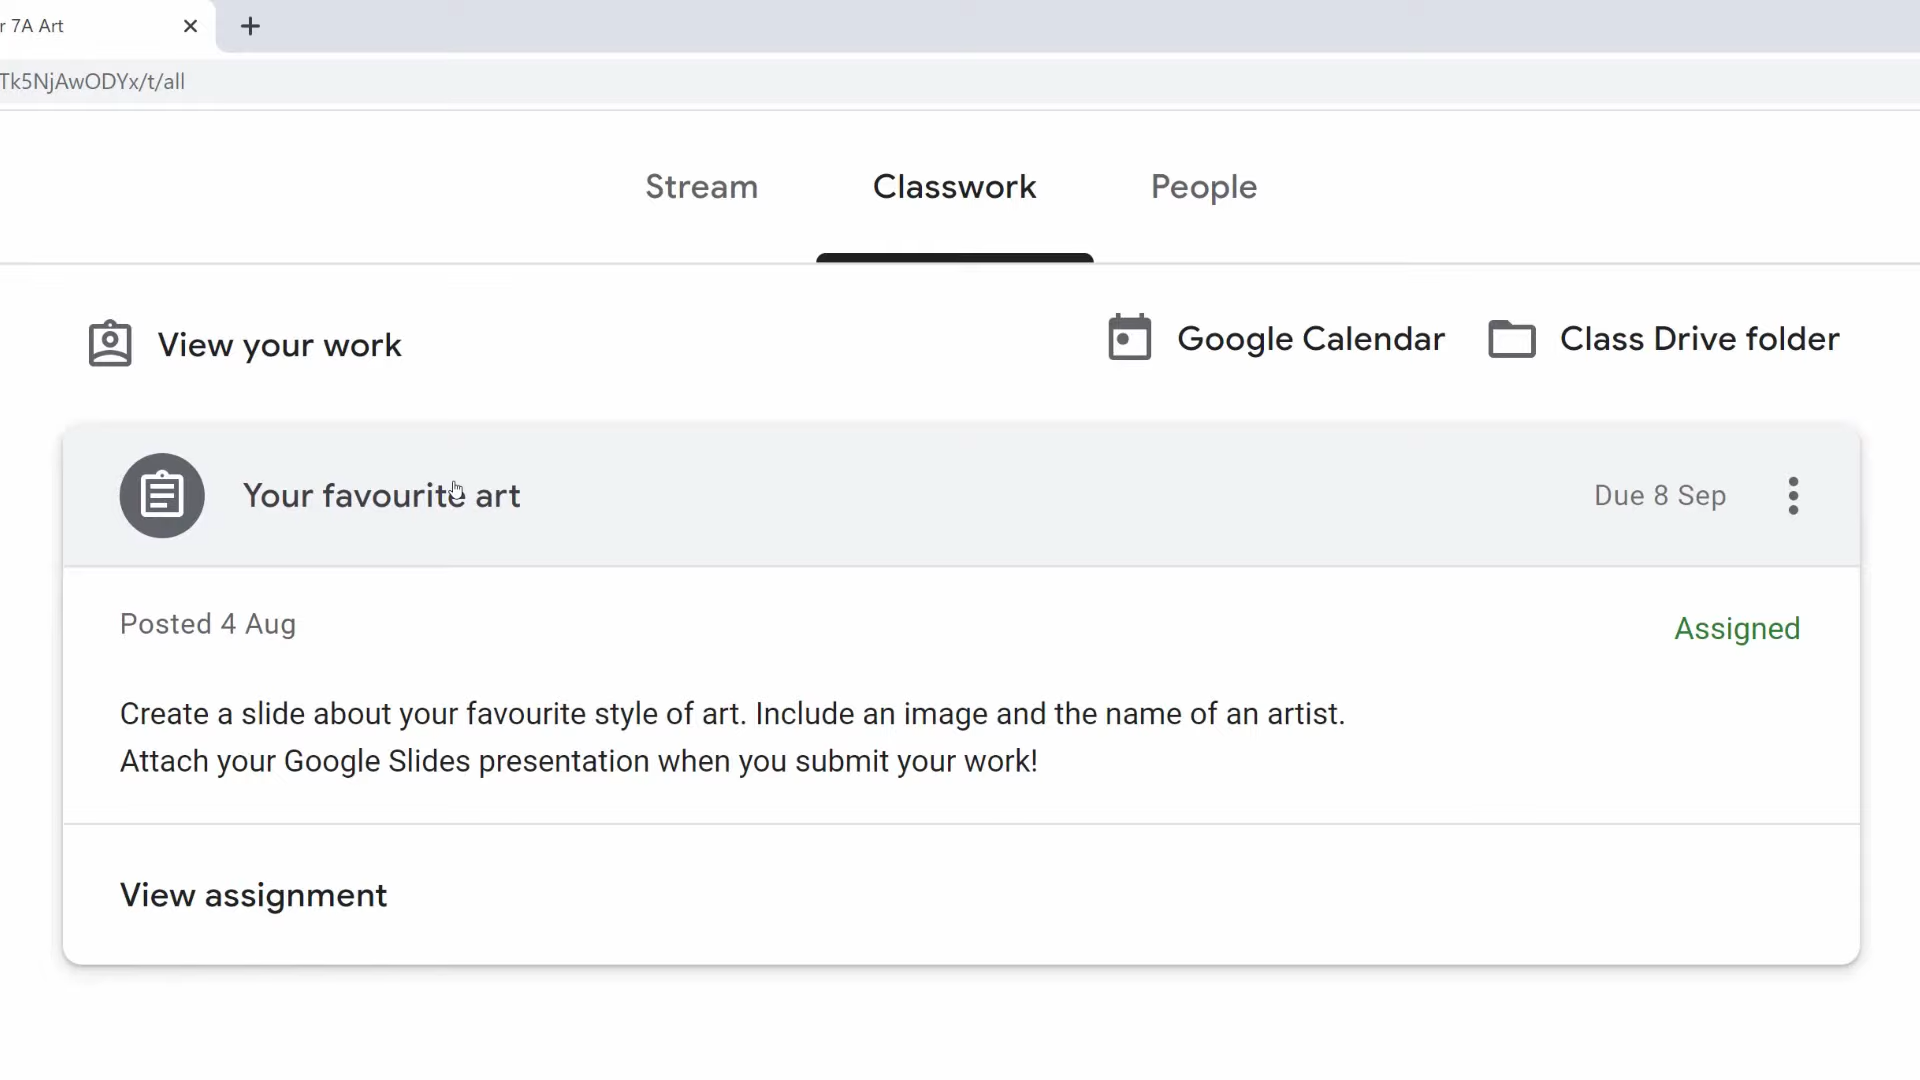 r 7A Art
Tk5NjAwODYx/t/all
Stream Classwork People
View your work Google Calendar Class Drive folder
Your favourite art Due 8 Sep
Posted 4 Aug Assigned
Create a slide about your favourite style of art. Include an image and the name of an artist.
Attach your Google Slides presentation when you submit your work!
View assignment